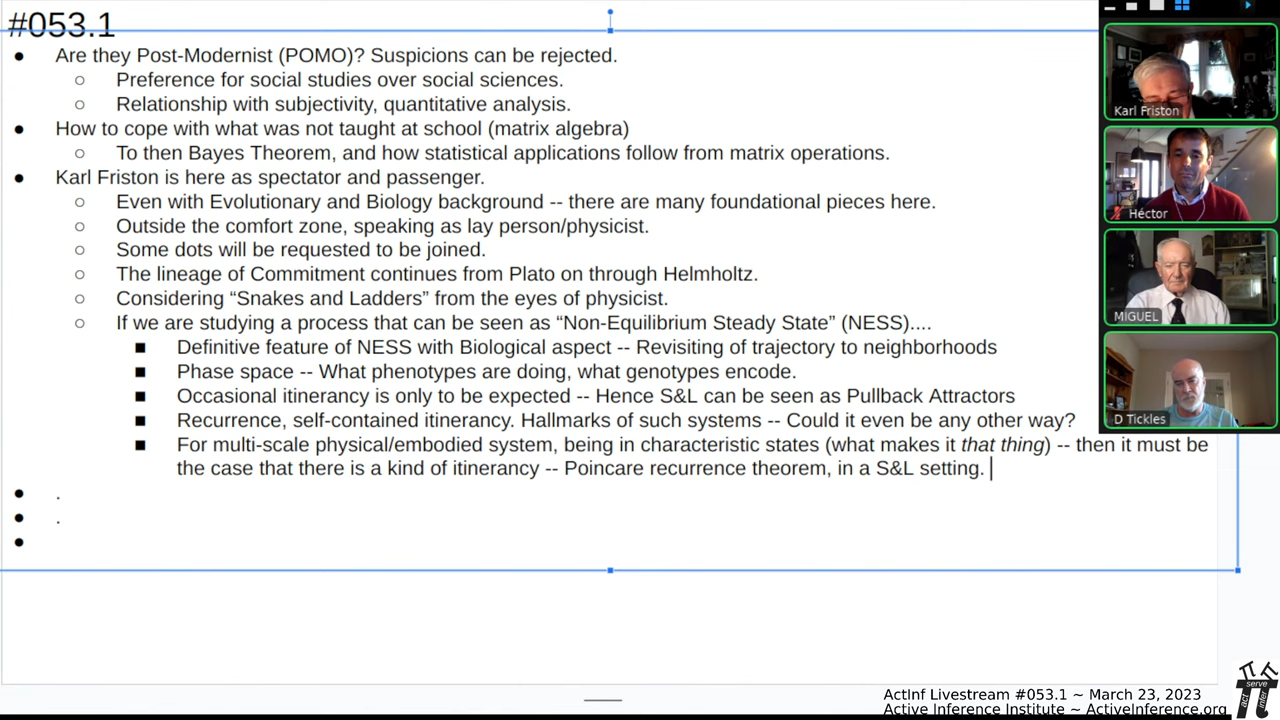 #053.1
● Are they Post-Modernist (POMO)? Suspicions can be rejected.
○ Preference for social studies over social sciences.
○ Relationship with subjectivity, quantitative analysis.
● How to cope with what was not taught at school (matrix algebra)
○ To then Bayes Theorem, and how statistical applications follow from matrix operations.
● Karl Friston is here as spectator and passenger.
○ Even with Evolutionary and Biology background -- there are many foundational pieces here.
○ Outside the comfort zone, speaking as lay person/physicist.
○ Some dots will be requested to be joined.
○ The lineage of Commitment continues from Plato on through Helmholtz.
○ Considering “Snakes and Ladders” from the eyes of physicist.
○ If we are studying a process that can be seen as “Non-Equilibrium Steady State” (NESS)....
■ Definitive feature of NESS with Biological aspect -- Revisiting of trajectory to neighborhoods
■ Phase space -- What phenotypes are doing, what genotypes encode.
■ Occasional itinerancy is only to be expected -- Hence S&L can be seen as Pullback Attractors
■ Recurrence, self-contained itinerancy. Hallmarks of such systems -- Could it even be any other way?
■ For multi-scale physical/embodied system, being in characteristic states (what makes it that thing) -- then it must be
the case that there is a kind of itinerancy -- Poincare recurrence theorem, in a S&L setting.
● .
● .
●
Karl Friston
Héctor
MIGUEL
D Tickles
ActInf Livestream #053.1 ~ March 23, 2023
Active Inference Institute ~ ActiveInference.org
serve
act
infer